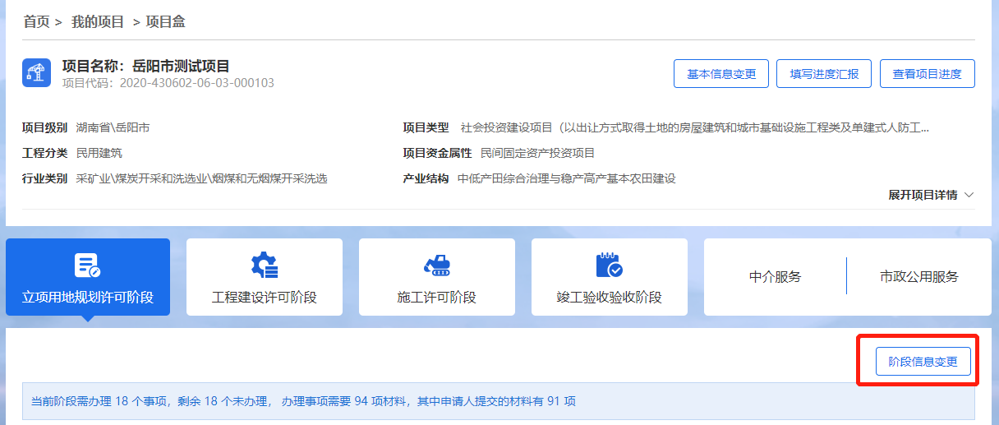 首页 > 我的项目 > 项目盒
项目名称：岳阳市测试项目
项目代码：2020-430602-06-03-000103
基本信息变更 填写进度汇报 查看项目进度
项目级别 湖南省\岳阳市 项目类型 社会投资建设项目（以出让方式取得土地的房屋建筑和城市基础设施工程类及单建式人防工...
工程分类 民用建筑 项目资金属性 民间固定资产投资项目
行业类别 采矿业\煤炭开采和洗选业\烟煤和无烟煤开采洗选 产业结构 中低产田综合治理与稳产高产基本农田建设
展开项目详情
立项用地规划许可阶段 工程建设许可阶段 施工许可阶段 竣工验收验收阶段 中介服务 市政公用服务
阶段信息变更
当前阶段需办理 18 个事项，剩余 18 个未办理， 办理事项需要 94 项材料，其中申请人提交的材料有 91 项